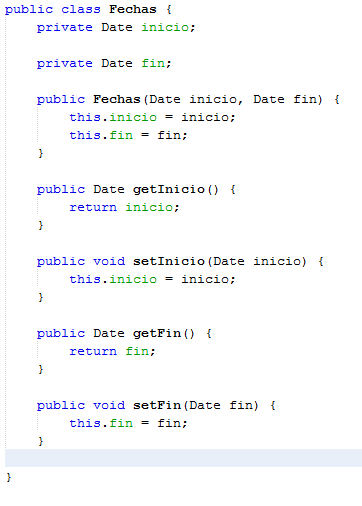 public class Fechas {
    private Date inicio;
    private Date fin;
    public Fechas(Date inicio, Date fin) {
        this.inicio = inicio;
        this.fin = fin;
    }
    public Date getInicio() {
        return inicio;
    }
    public void setInicio(Date inicio) {
        this.inicio = inicio;
    }
    public Date getFin() {
        return fin;
    }
    public void setFin(Date fin) {
        this.fin = fin;
    }
}